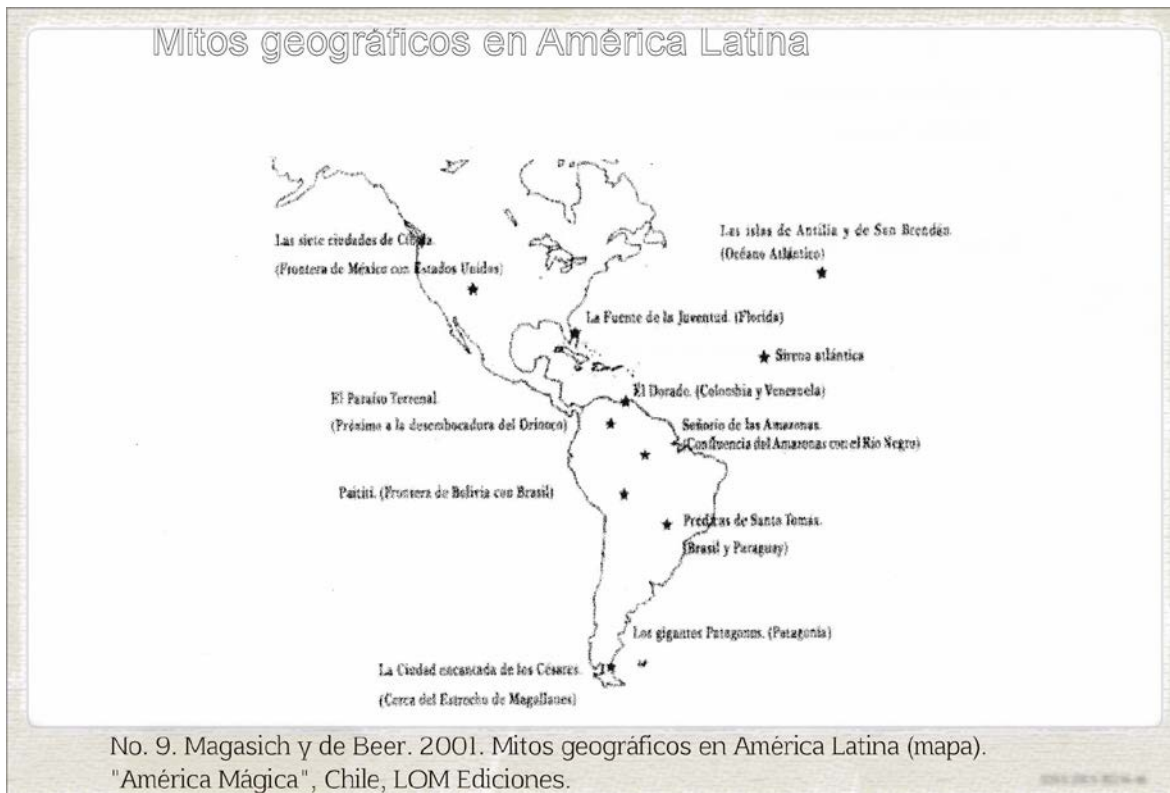 Mitos geográficos en América Latina
Las siete ciudades de Cíbola.
(Frontera de México con Estados Unidos)
Las islas de Antilia y de San Brendán.
(Océano Atlántico)
La Fuente de la Juventud. (Florida)
Sirena atlántica
El Paraíso Terrenal.
(Próximo a la desembocadura del Orinoco)
El Dorado. (Colombia y Venezuela)
Señorío de las Amazonas.
(Confluencia del Amazonas con el Río Negro)
Paititi. (Frontera de Bolivia con Brasil)
Prédicas de Santo Tomás.
(Brasil y Paraguay)
Los gigantes Patagones. (Patagonia)
La Ciudad encantada de los Césares.
(Cerca del Estrecho de Magallanes)
No. 9. Magasich y de Beer. 2001. Mitos geográficos en América Latina (mapa).
"América Mágica", Chile, LOM Ediciones.